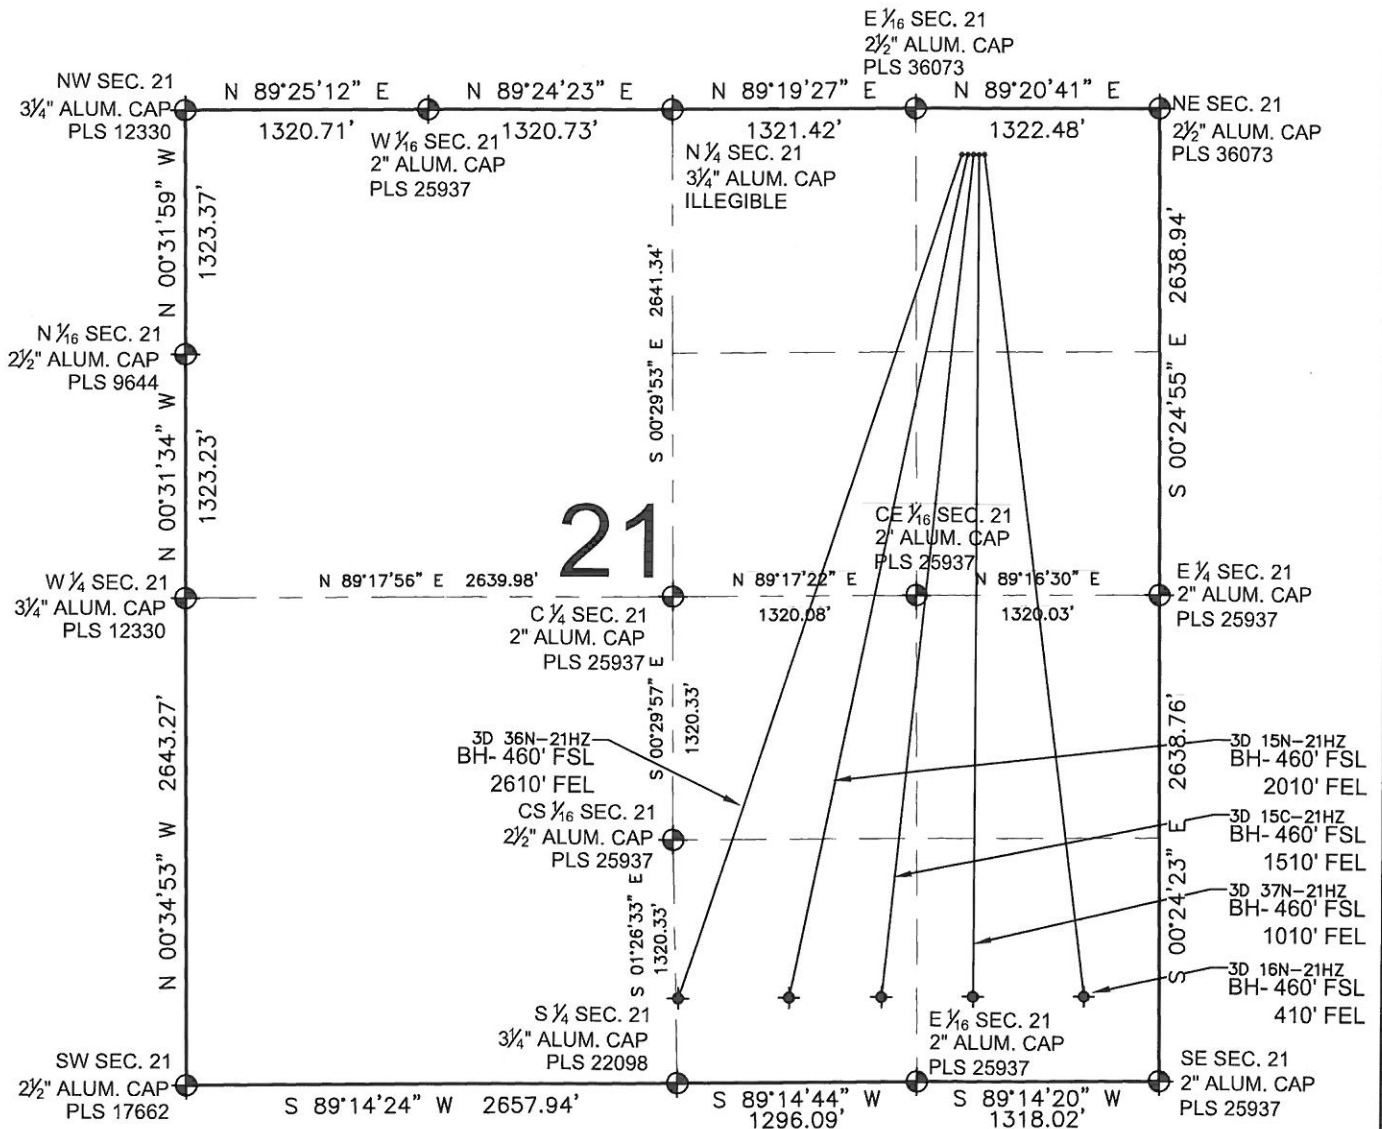 E 1/16 SEC. 21
2½" ALUM. CAP
PLS 36073
NW SEC. 21
3¼" ALUM. CAP
PLS 12330
N 89°25'12" E
1320.71'
N 89°24'23" E
1320.73'
N 89°19'27" E
1321.42'
N 89°20'41" E
1322.48'
NE SEC. 21
2½" ALUM. CAP
PLS 36073
W 1/16 SEC. 21
2" ALUM. CAP
PLS 25937
N ¼ SEC. 21
3¼" ALUM. CAP
ILLEGIBLE
N 00°31'59" W
1323.37'
S 00°29'53" E 2641.34'
S 00°24'55" E 2638.94'
N 1/16 SEC. 21
2½" ALUM. CAP
PLS 9644
N 00°31'34" W
1323.23'
21
CE 1/16 SEC. 21
2" ALUM. CAP
PLS 25937
W ¼ SEC. 21
3¼" ALUM. CAP
PLS 12330
N 89°17'56" E 2639.98'
N 89°17'22" E
1320.08'
N 89°16'30" E
1320.03'
E ¼ SEC. 21
2" ALUM. CAP
PLS 25937
C ¼ SEC. 21
2" ALUM. CAP
PLS 25937
N 00°34'53" W 2643.27'
S 00°29'57" E
1320.33'
S 00°24'23" E 2638.76'
3D 36N-21HZ
BH- 460' FSL
2610' FEL
3D 15N-21HZ
BH- 460' FSL
2010' FEL
CS 1/16 SEC. 21
2½" ALUM. CAP
PLS 25937
3D 15C-21HZ
BH- 460' FSL
1510' FEL
S 01°26'33" E
1320.33'
3D 37N-21HZ
BH- 460' FSL
1010' FEL
3D 16N-21HZ
BH- 460' FSL
410' FEL
S ¼ SEC. 21
3¼" ALUM. CAP
PLS 22098
E 1/16 SEC. 21
2" ALUM. CAP
PLS 25937
SW SEC. 21
2½" ALUM. CAP
PLS 17662
SE SEC. 21
2" ALUM. CAP
PLS 25937
S 89°14'24" W 2657.94'
S 89°14'44" W
1296.09'
S 89°14'20" W
1318.02'